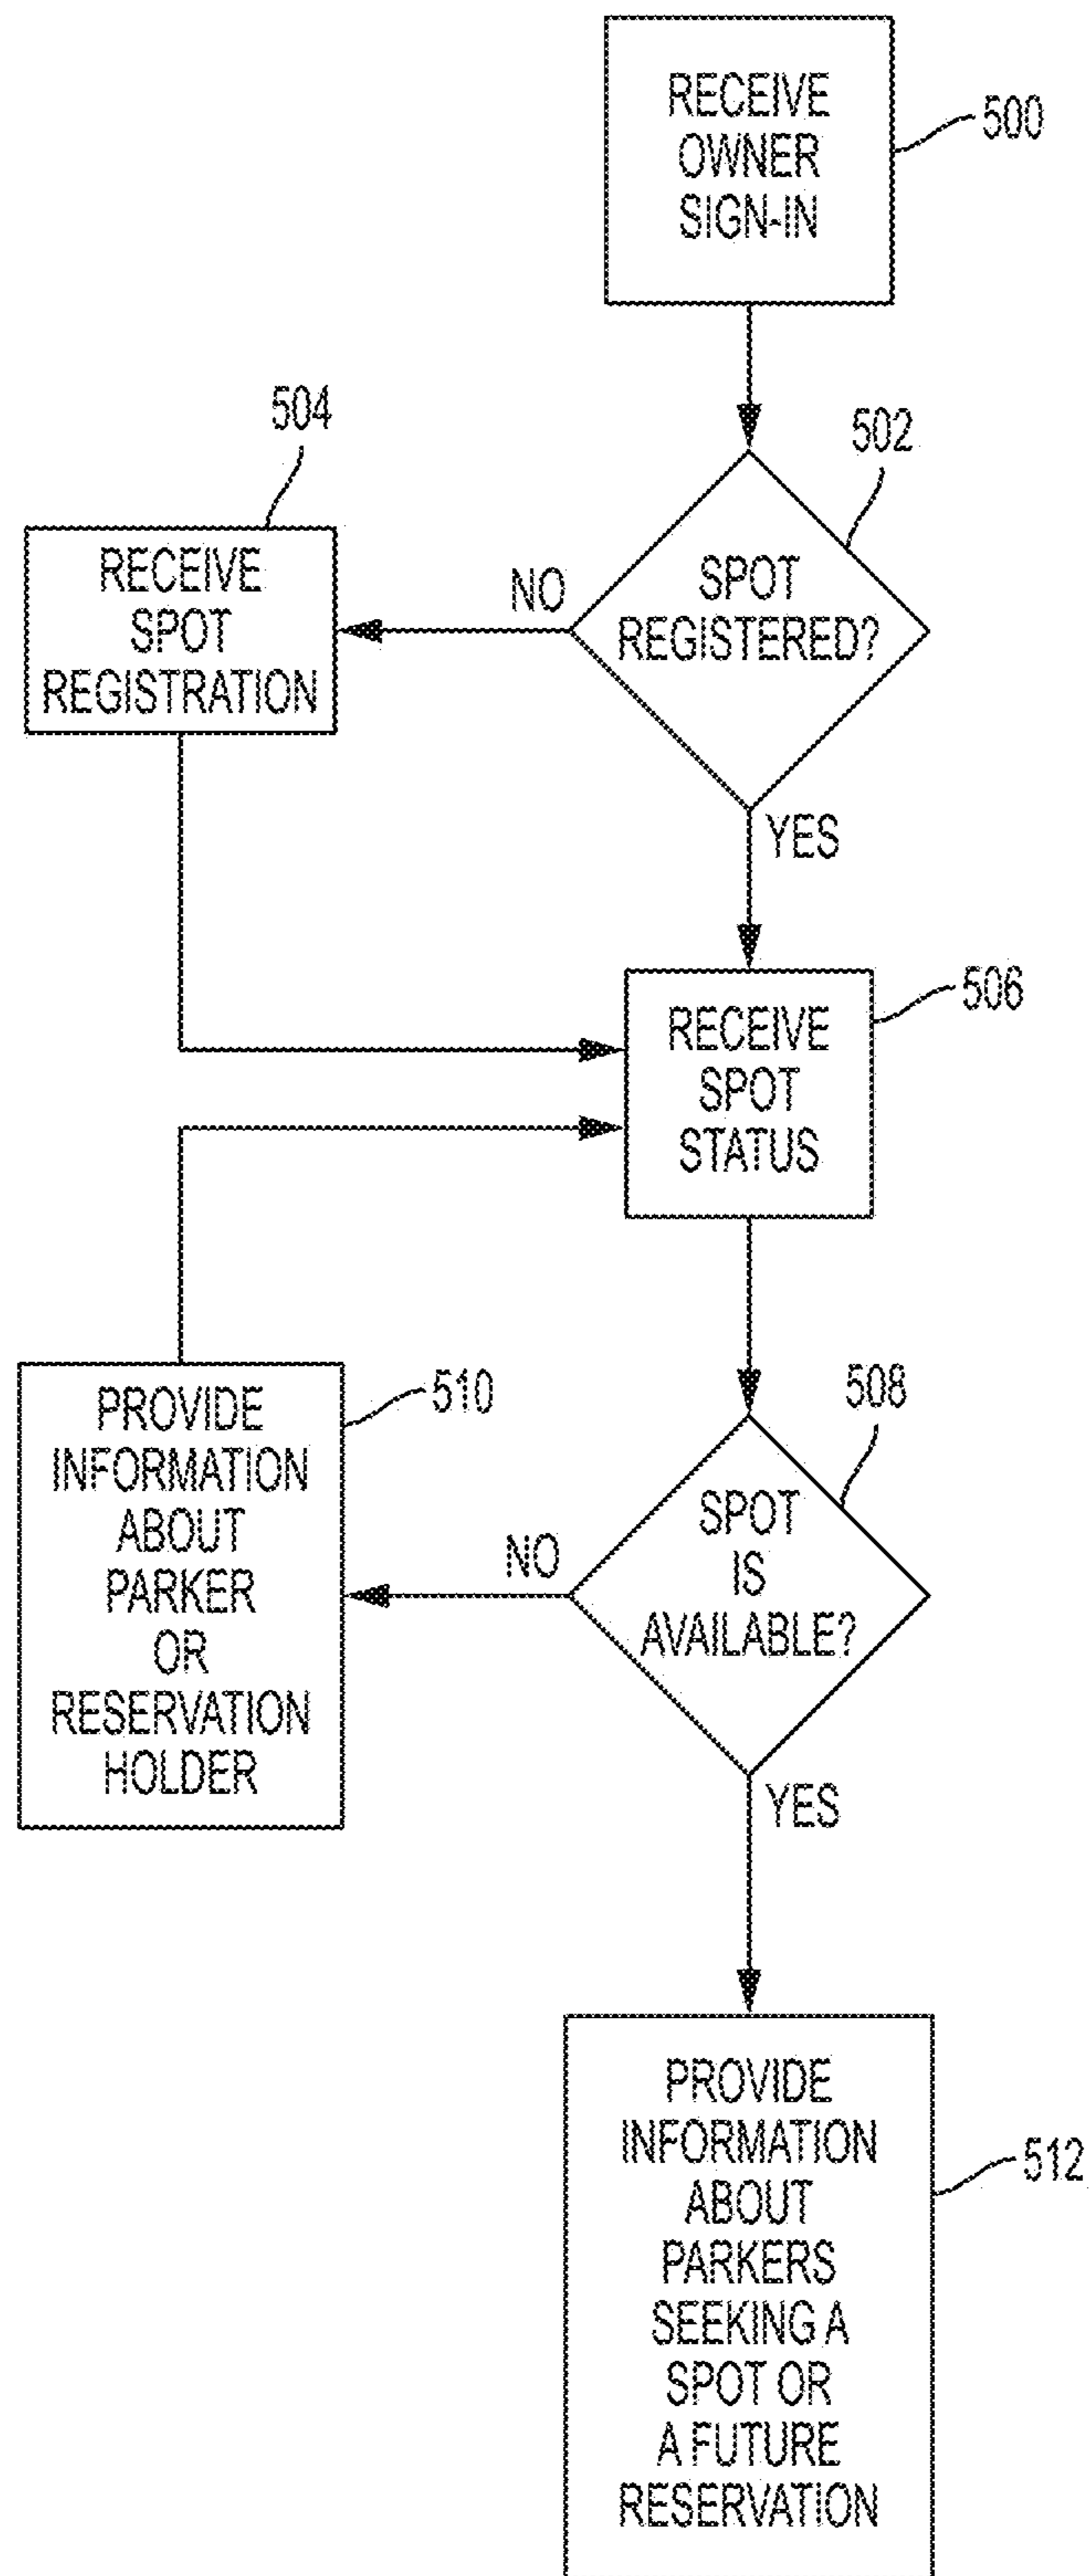 RECEIVE
OWNER
SIGN-IN
500
502
SPOT
REGISTERED?
NO
YES
504
RECEIVE
SPOT
REGISTRATION
506
RECEIVE
SPOT
STATUS
508
SPOT
IS
AVAILABLE?
NO
YES
510
PROVIDE
INFORMATION
ABOUT
PARKER
OR
RESERVATION
HOLDER
512
PROVIDE
INFORMATION
ABOUT
PARKERS
SEEKING A
SPOT OR
A FUTURE
RESERVATION